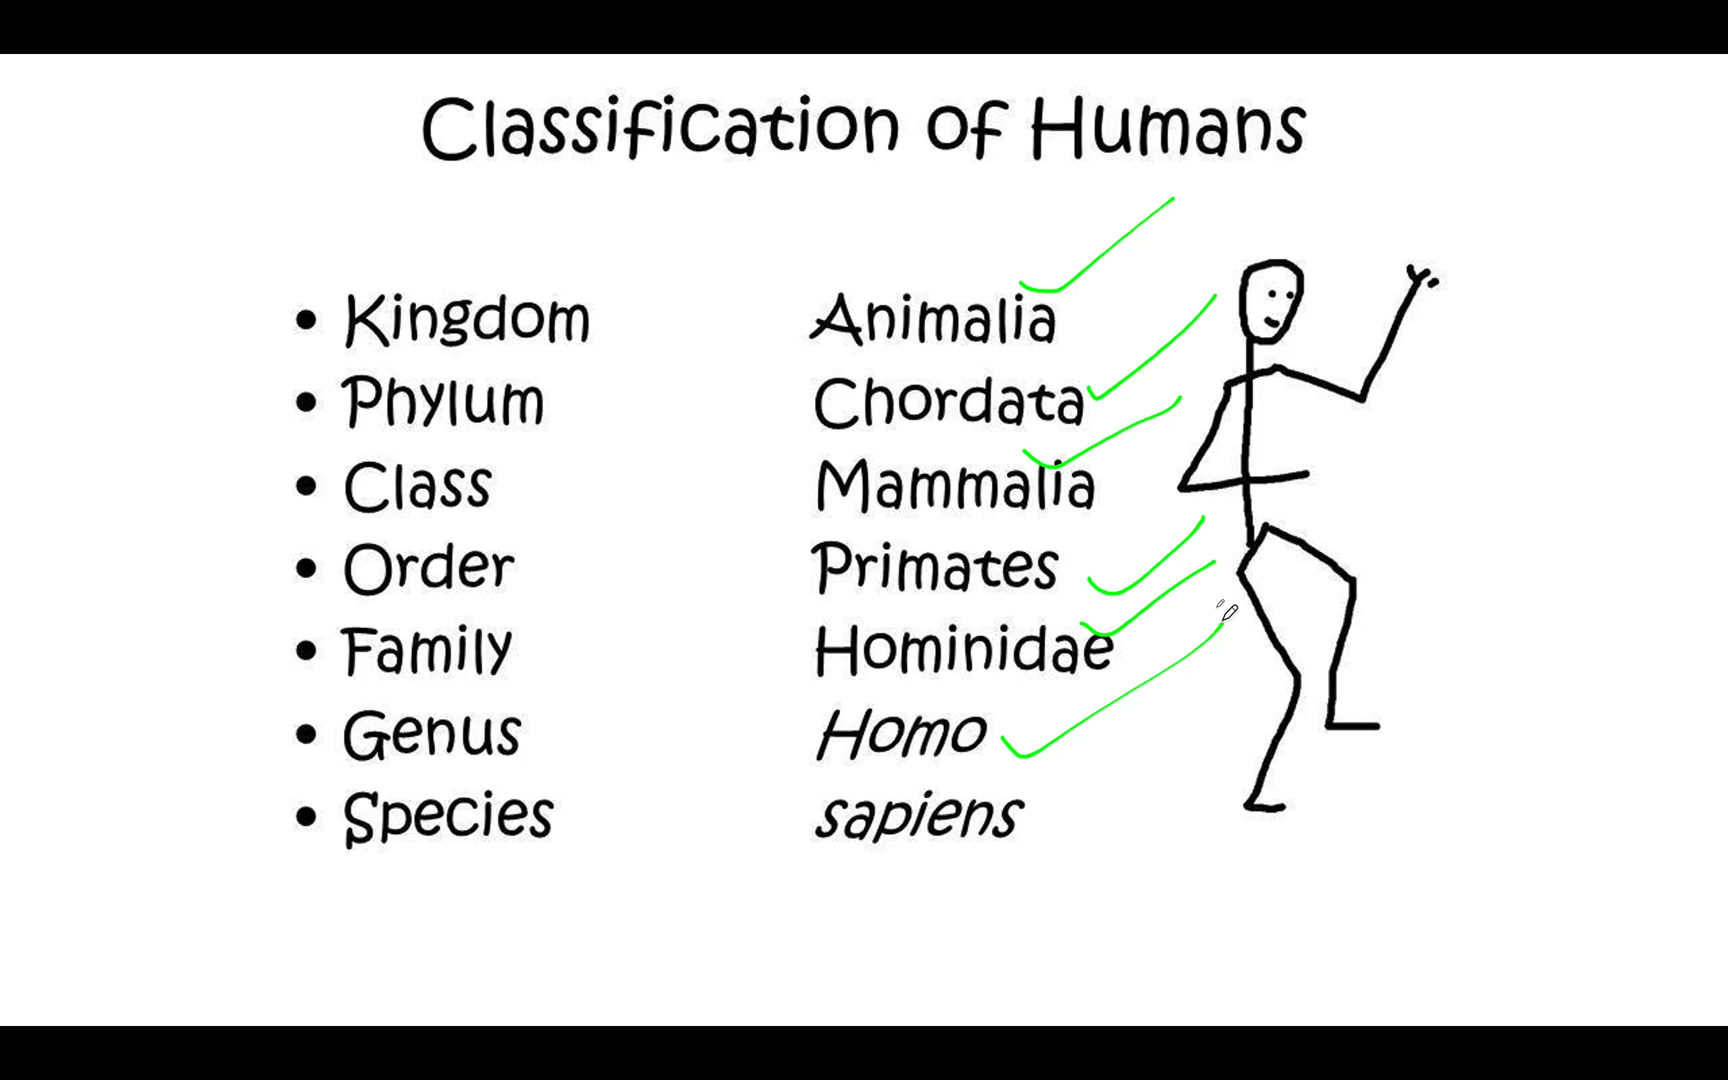 Classification of Humans
• Kingdom Animalia
• Phylum Chordata
• Class Mammalia
• Order Primates
• Family Hominidae
• Genus Homo
• Species sapiens